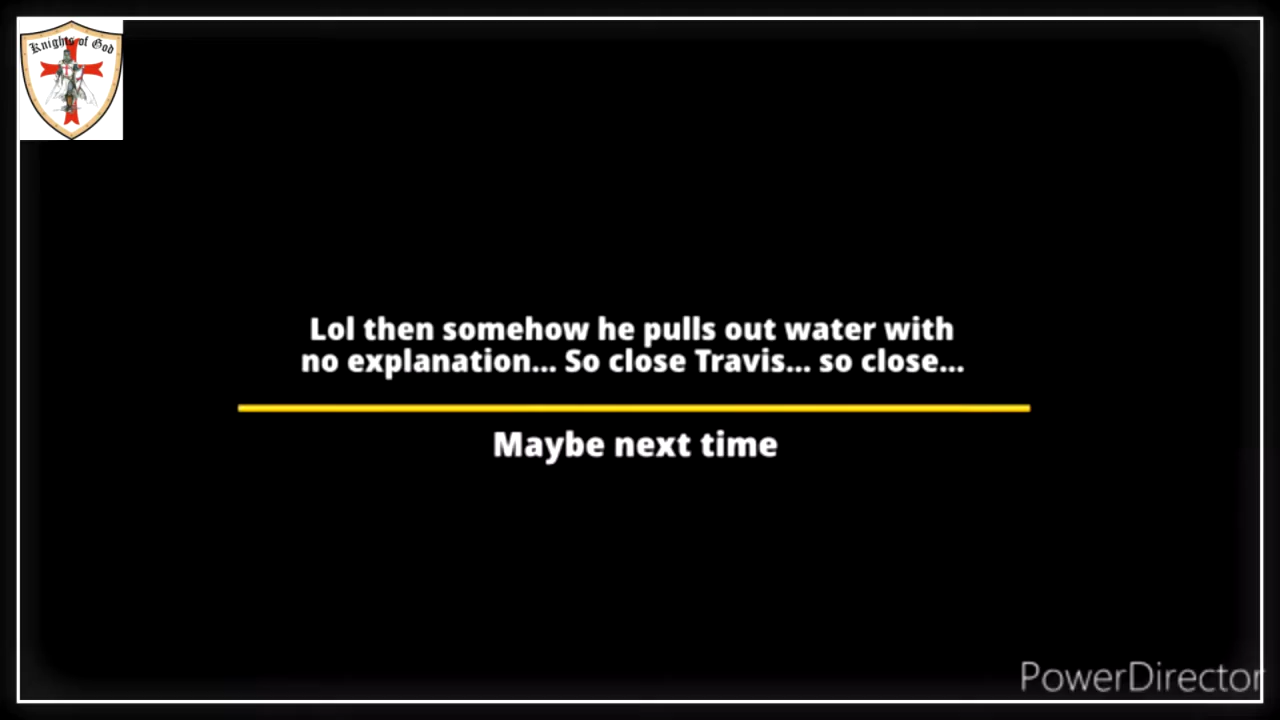 Knights of God
Lol then somehow he pulls out water with
no explanation... So close Travis... so close...
Maybe next time
PowerDirector